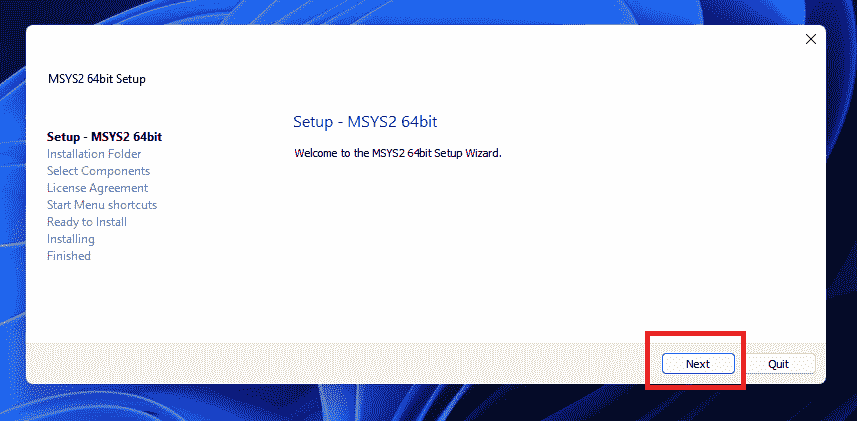 MSYS2 64bit Setup
Setup - MSYS2 64bit
Installation Folder
Select Components
License Agreement
Start Menu shortcuts
Ready to Install
Installing
Finished
Setup - MSYS2 64bit
Welcome to the MSYS2 64bit Setup Wizard.
Next
Quit